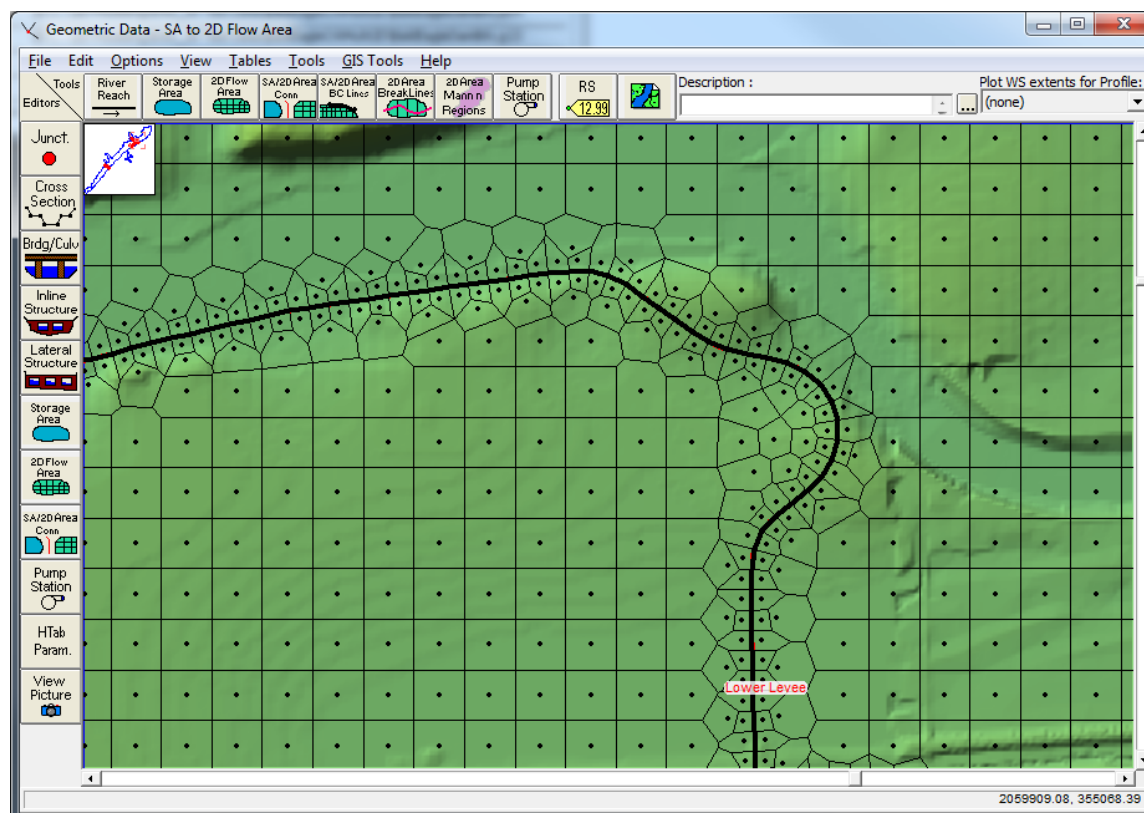 Geometric Data - SA to 2D Flow Area
File Edit Options View Tables Tools GIS Tools Help
Tools
Editors
River
Reach
Storage
Area
2D Flow
Area
SA/2D Area
Conn
SA/2D Area
BC Lines
2D Area
BreakLines
2D Area
Mann n
Regions
Pump
Station
RS
12.99
Description :
...
Plot WS extents for Profile:
(none)
Junct.
Cross
Section
Brdg/Culv
Inline
Structure
Lateral
Structure
Storage
Area
2D Flow
Area
SA/2D Area
Conn
Pump
Station
HTab
Param.
View
Picture
Lower Levee
2059909.08, 355068.39